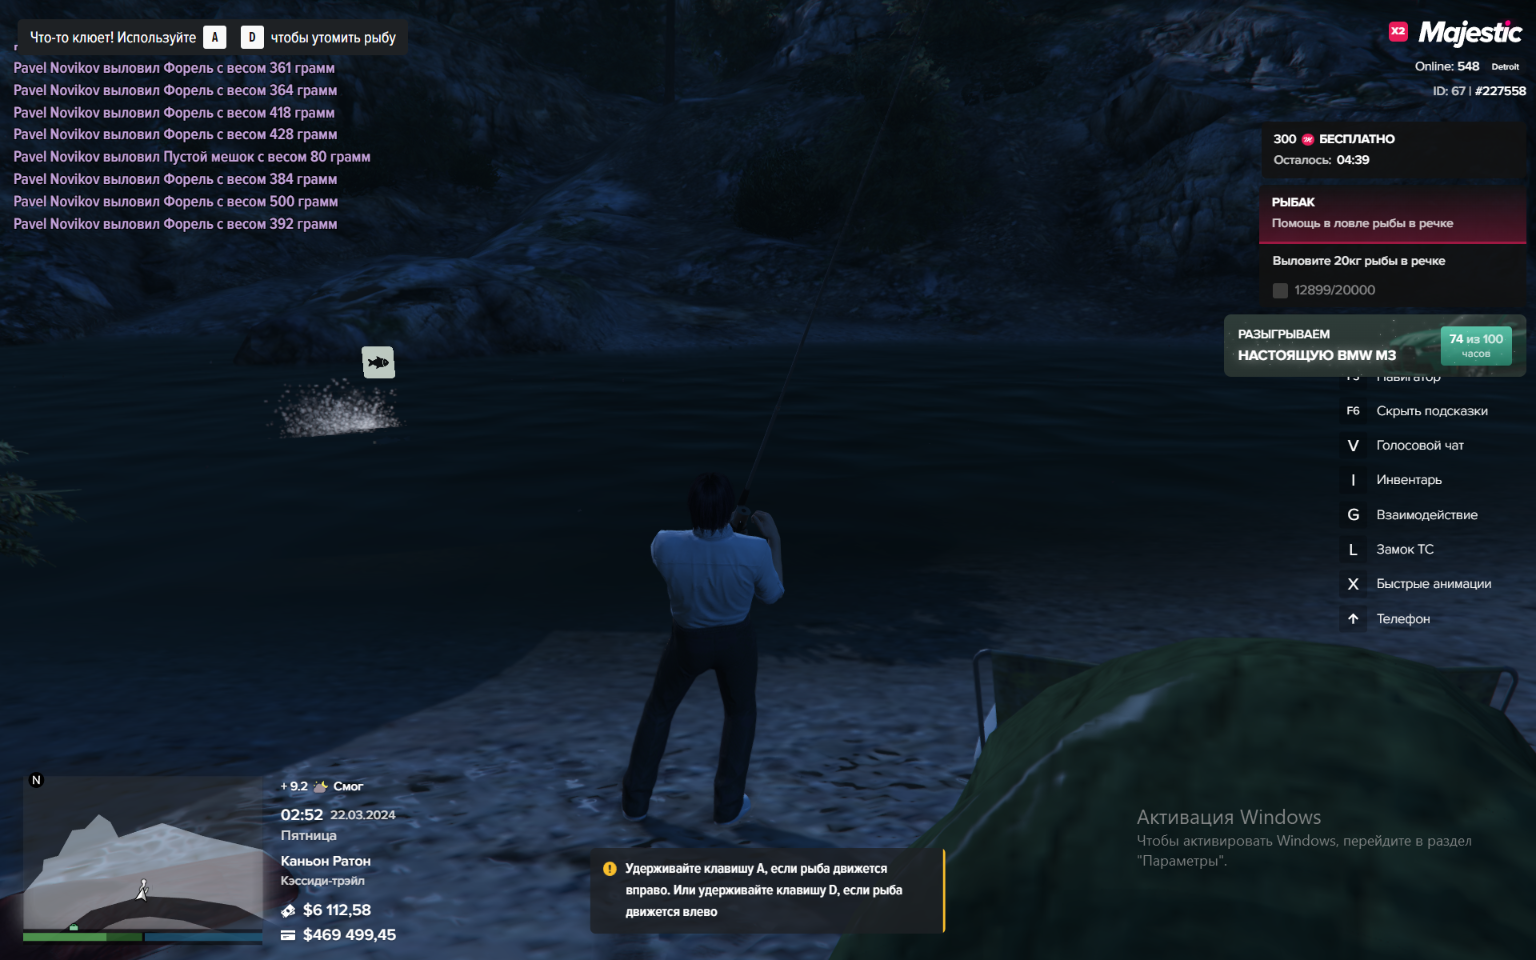 Что-то клюет! Используйте A D чтобы утомить рыбу
Pavel Novikov выловил Форель с весом 361 грамм
Pavel Novikov выловил Форель с весом 364 грамм
Pavel Novikov выловил Форель с весом 418 грамм
Pavel Novikov выловил Форель с весом 428 грамм
Pavel Novikov выловил Пустой мешок с весом 80 грамм
Pavel Novikov выловил Форель с весом 384 грамм
Pavel Novikov выловил Форель с весом 500 грамм
Pavel Novikov выловил Форель с весом 392 грамм
X2 Majestic
Online: 548 Detroit
ID: 67 | #227558
300 БЕСПЛАТНО
Осталось: 04:39
РЫБАК
Помощь в ловле рыбы в речке
Выловите 20кг рыбы в речке
12899/20000
РАЗЫГРЫВАЕМ
НАСТОЯЩУЮ BMW M3
74 из 100
часов
Навигатор
F6 Скрыть подсказки
V Голосовой чат
I Инвентарь
G Взаимодействие
L Замок ТС
X Быстрые анимации
Телефон
N
+ 9.2 Смог
02:52 22.03.2024
Пятница
Каньон Ратон
Кэссиди-трэйл
$6 112,58
$469 499,45
Удерживайте клавишу A, если рыба движется
вправо. Или удерживайте клавишу D, если рыба
движется влево
Активация Windows
Чтобы активировать Windows, перейдите в раздел
"Параметры".